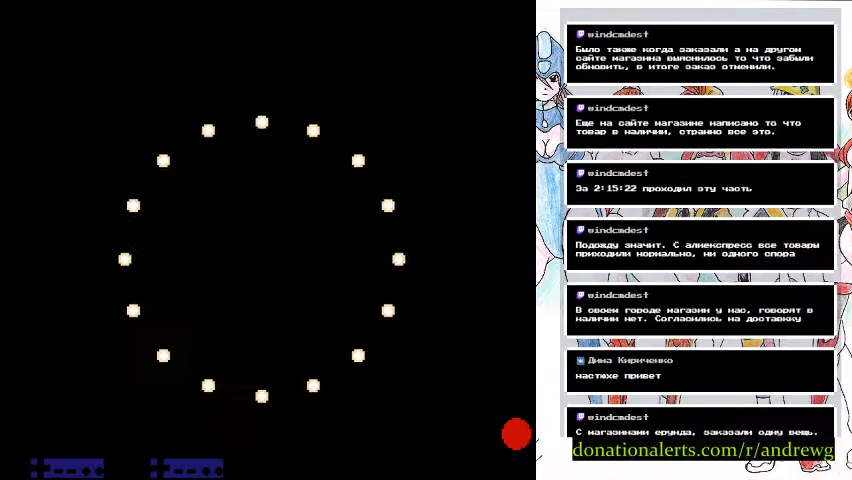 windcmdest
Было также когда заказали а на другом
сайте магазина выяснилось то что забыли
обновить, в итоге заказ отменили.
windcmdest
Еще на сайте магазине написано то что
товар в наличии, странно все это.
windcmdest
За 2:15:22 проходил эту часть
windcmdest
Подожду значит. С алиекспресс все товары
приходили нормально, ни одного спора
windcmdest
В своем городе магазин у нас, говорят в
наличии нет. Согласились на доставкку
Дима Кириченко
настюхе привет
windcmdest
С магазинами ерунда, заказали одну вещь.
donationalerts.com/r/andrewg